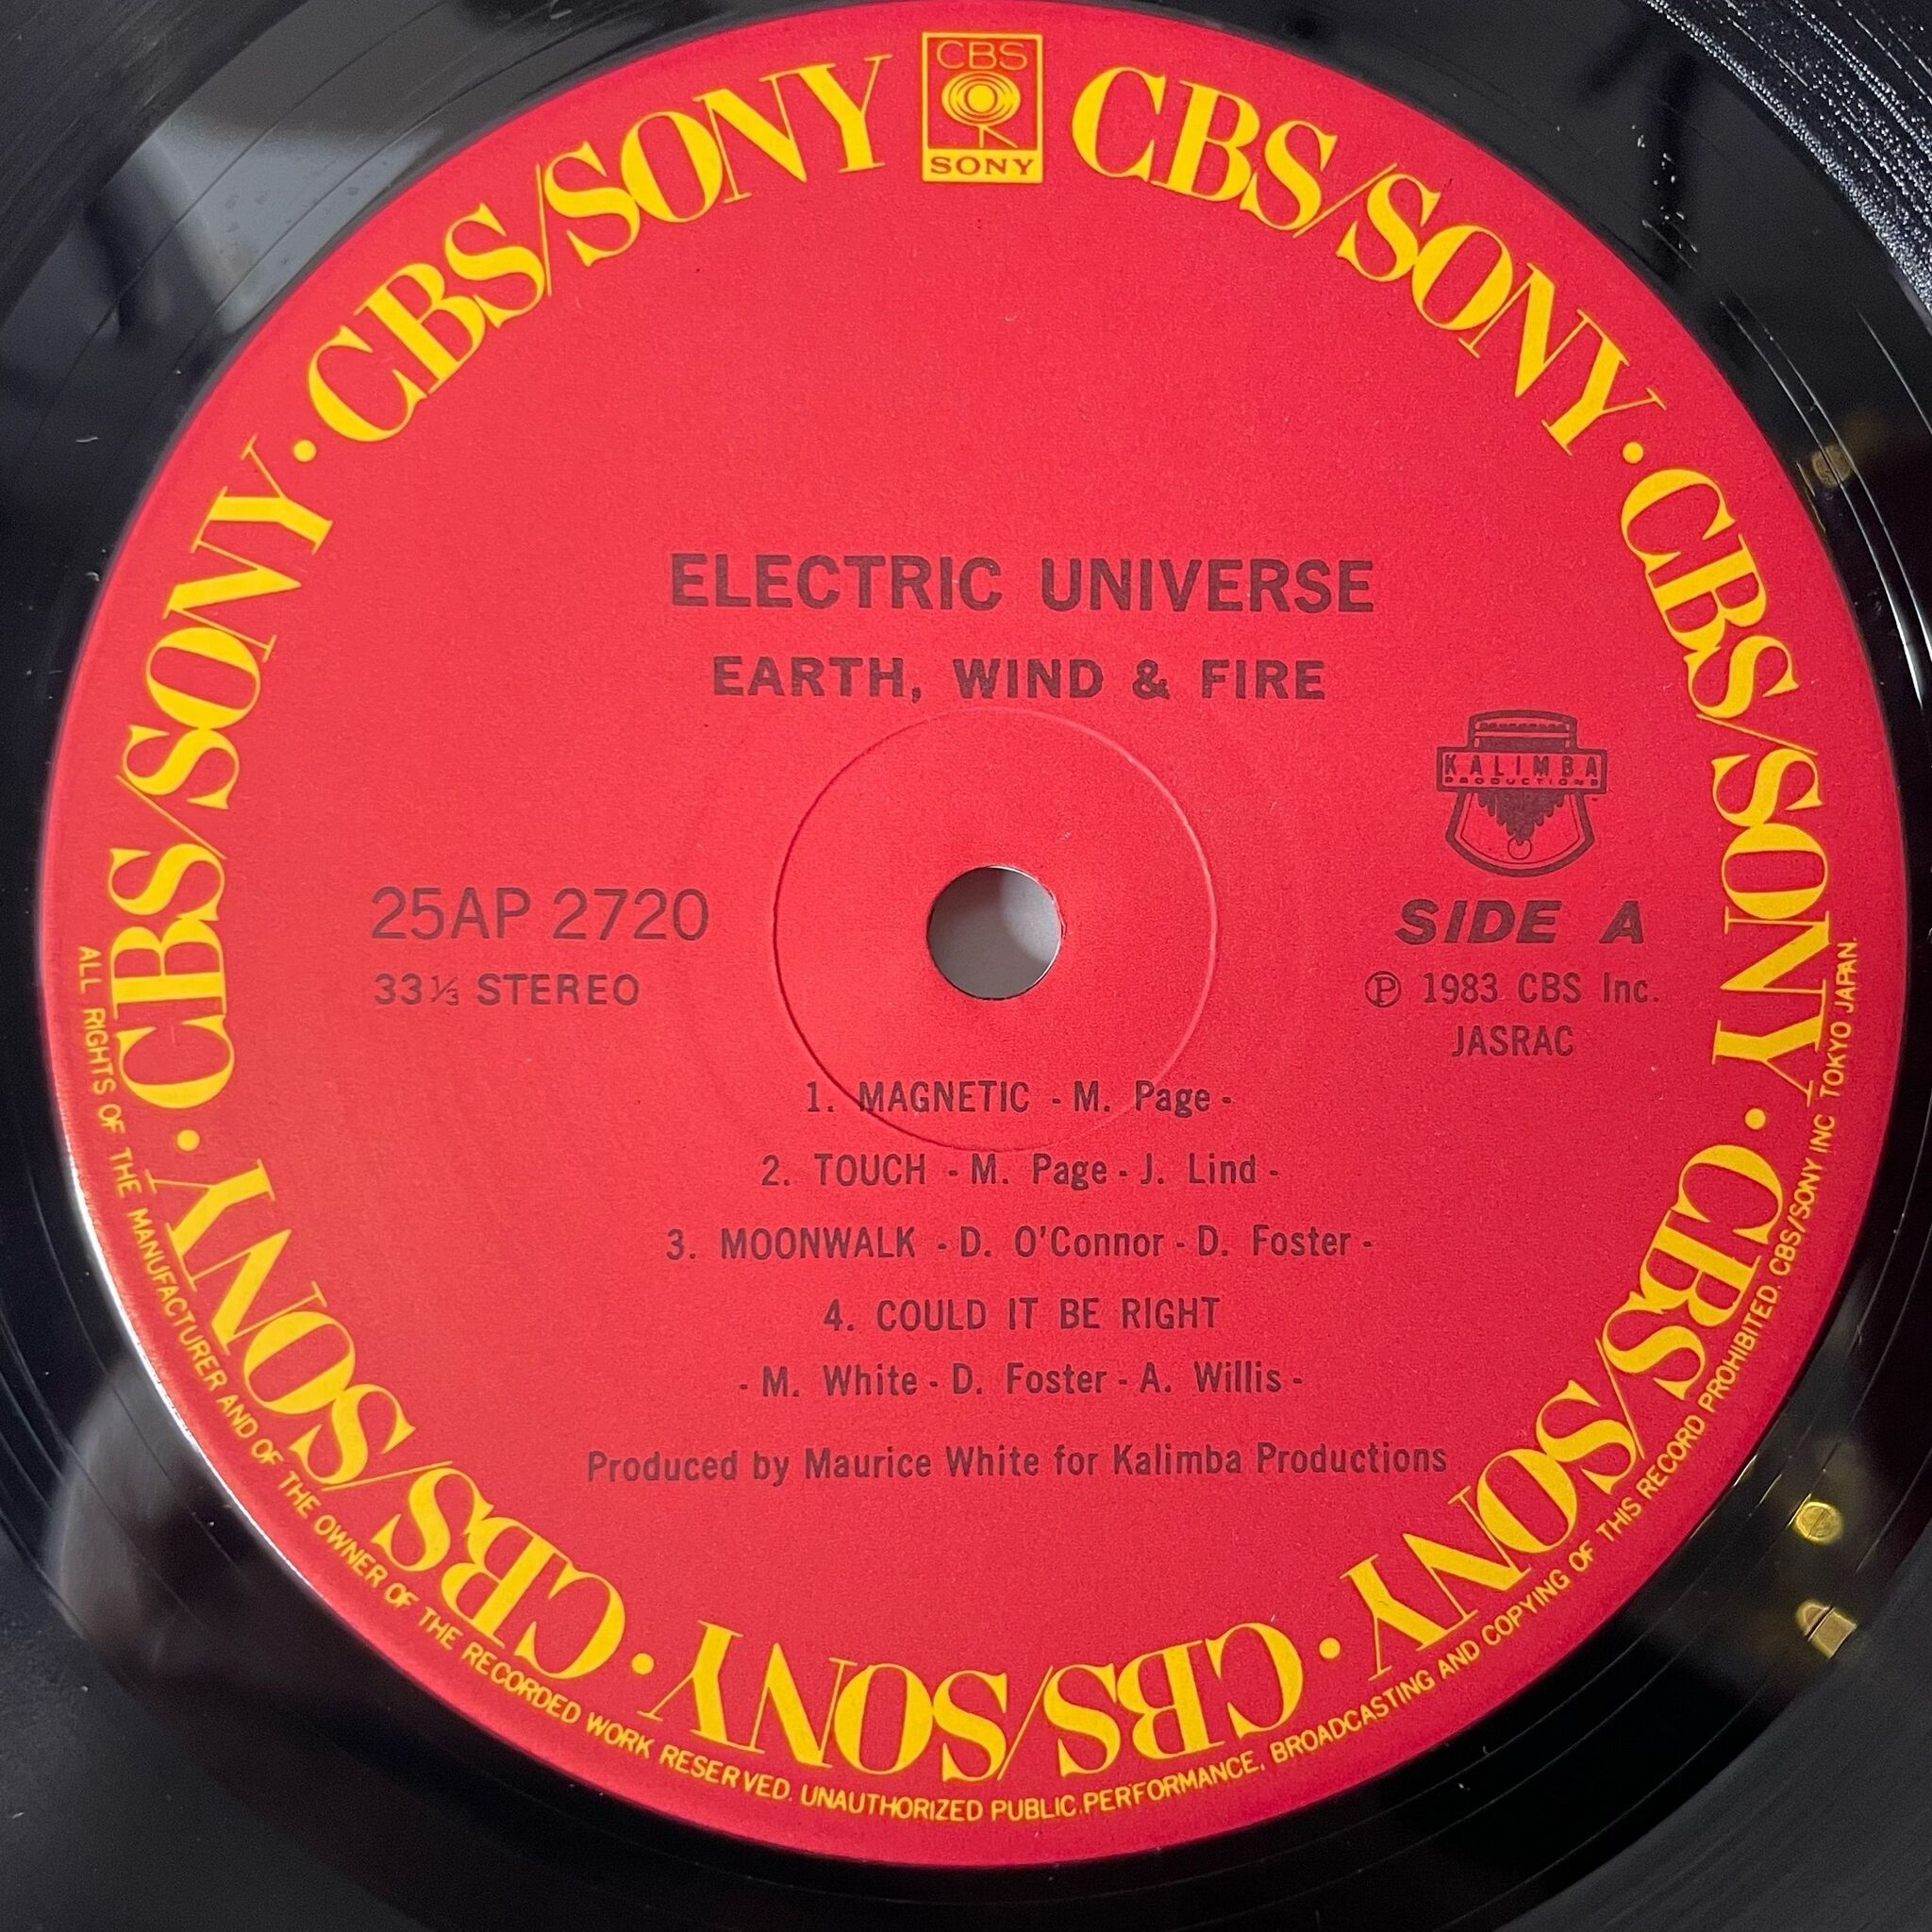 CBS
SONY
CBS/SONY · CBS/SONY · CBS/SONY · CBS/SONY · CBS/SONY · CBS/SONY · CBS/SONY · CBS/SONY
ELECTRIC UNIVERSE
EARTH, WIND & FIRE
KALIMBA
PRODUCTIONS
25AP 2720
33⅓ STEREO
SIDE A
℗ 1983 CBS Inc.
JASRAC
1. MAGNETIC - M. Page -
2. TOUCH - M. Page - J. Lind -
3. MOONWALK - D. O'Connor - D. Foster -
4. COULD IT BE RIGHT
- M. White - D. Foster - A. Willis -
Produced by Maurice White for Kalimba Productions
ALL RIGHTS OF THE MANUFACTURER AND OF THE OWNER OF THE RECORDED WORK RESERVED. UNAUTHORIZED PUBLIC PERFORMANCE, BROADCASTING AND COPYING OF THIS RECORD PROHIBITED. CBS/SONY INC TOKYO JAPAN.